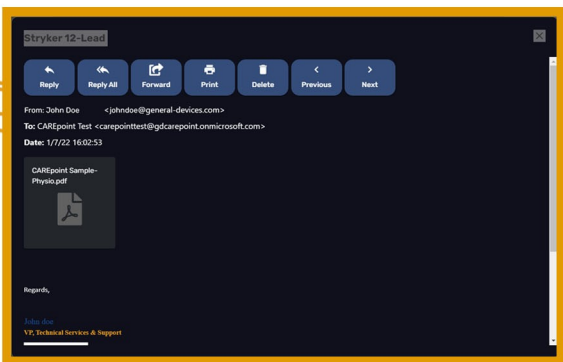 Stryker 12-Lead
Reply
Reply All
Forward
Print
Delete
Previous
Next
From: John Doe <johndoe@general-devices.com>
To: CAREpoint Test <carepointtest@gdcarepoint.onmicrosoft.com>
Date: 1/7/22 16:02:53
CAREpoint Sample-
Physio.pdf
Regards,
John doe
VP, Technical Services & Support